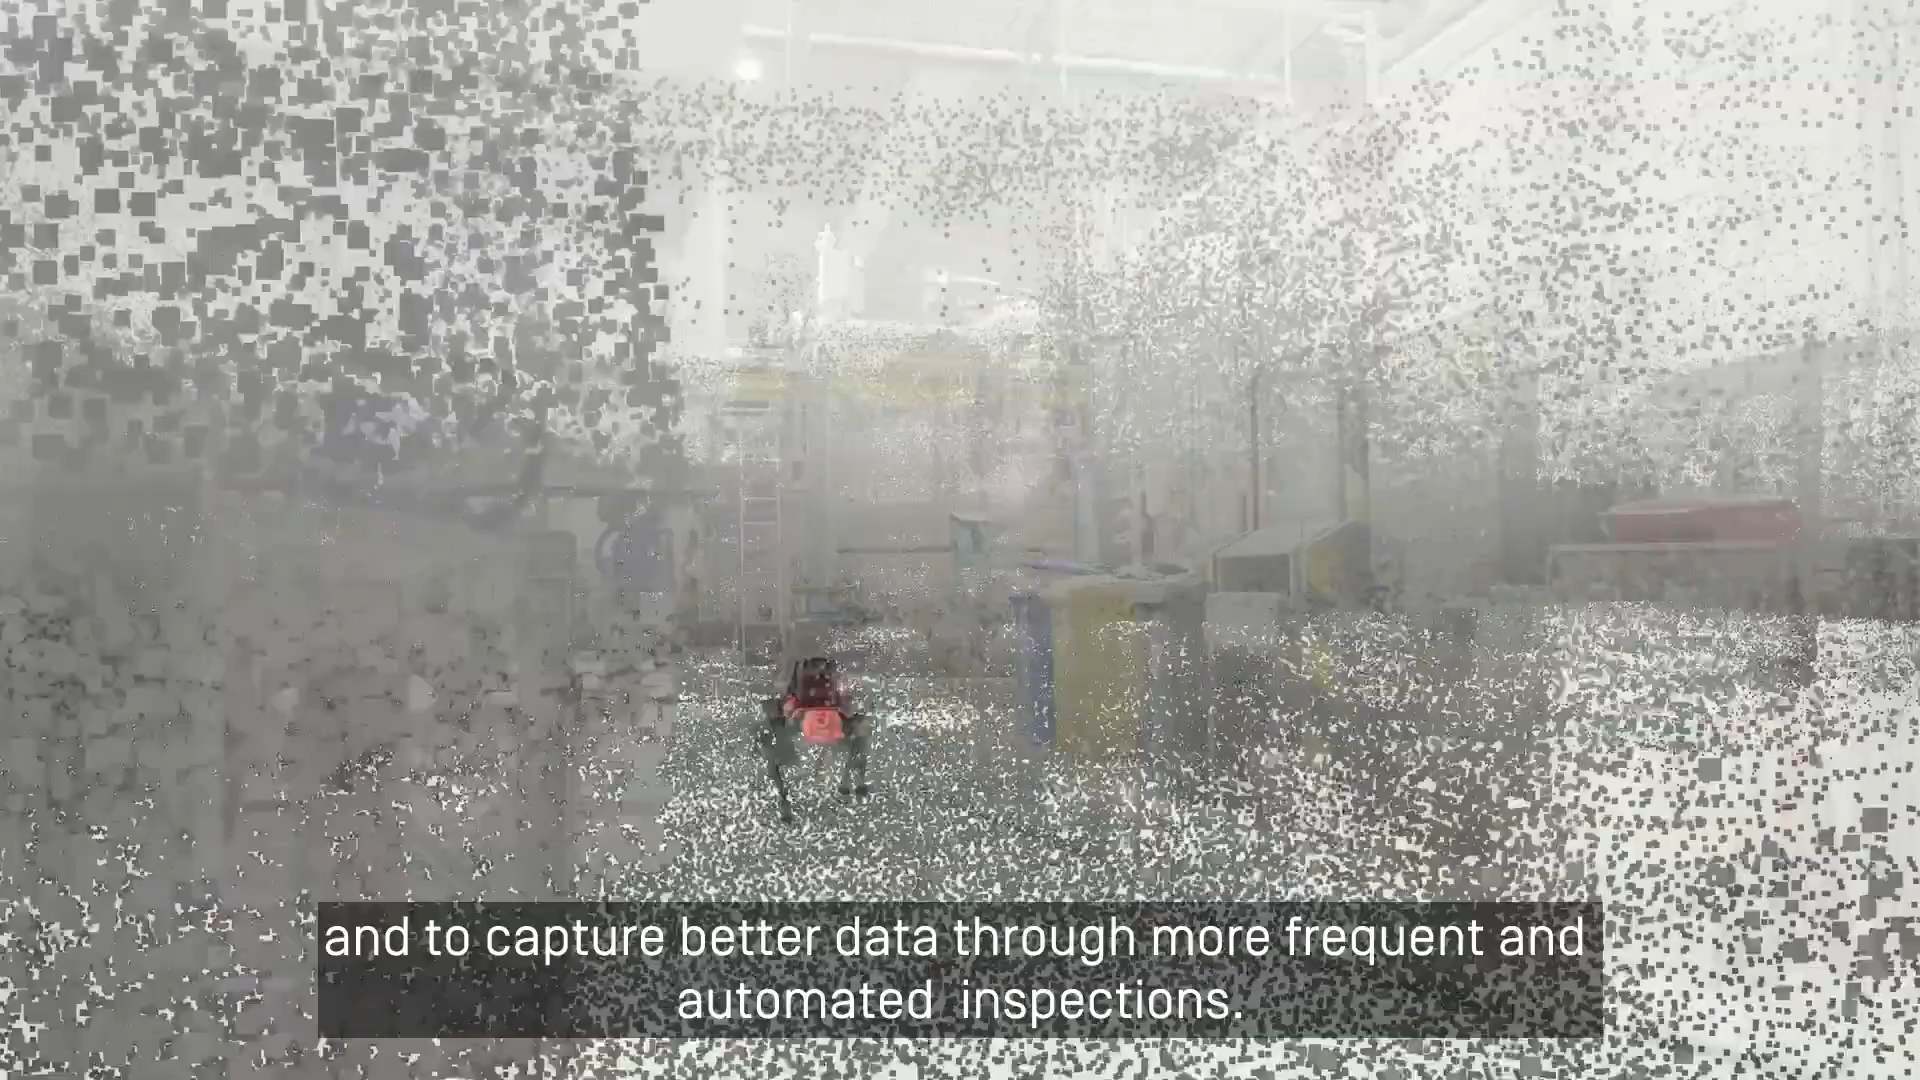 and to capture better data through more frequent and
automated inspections.